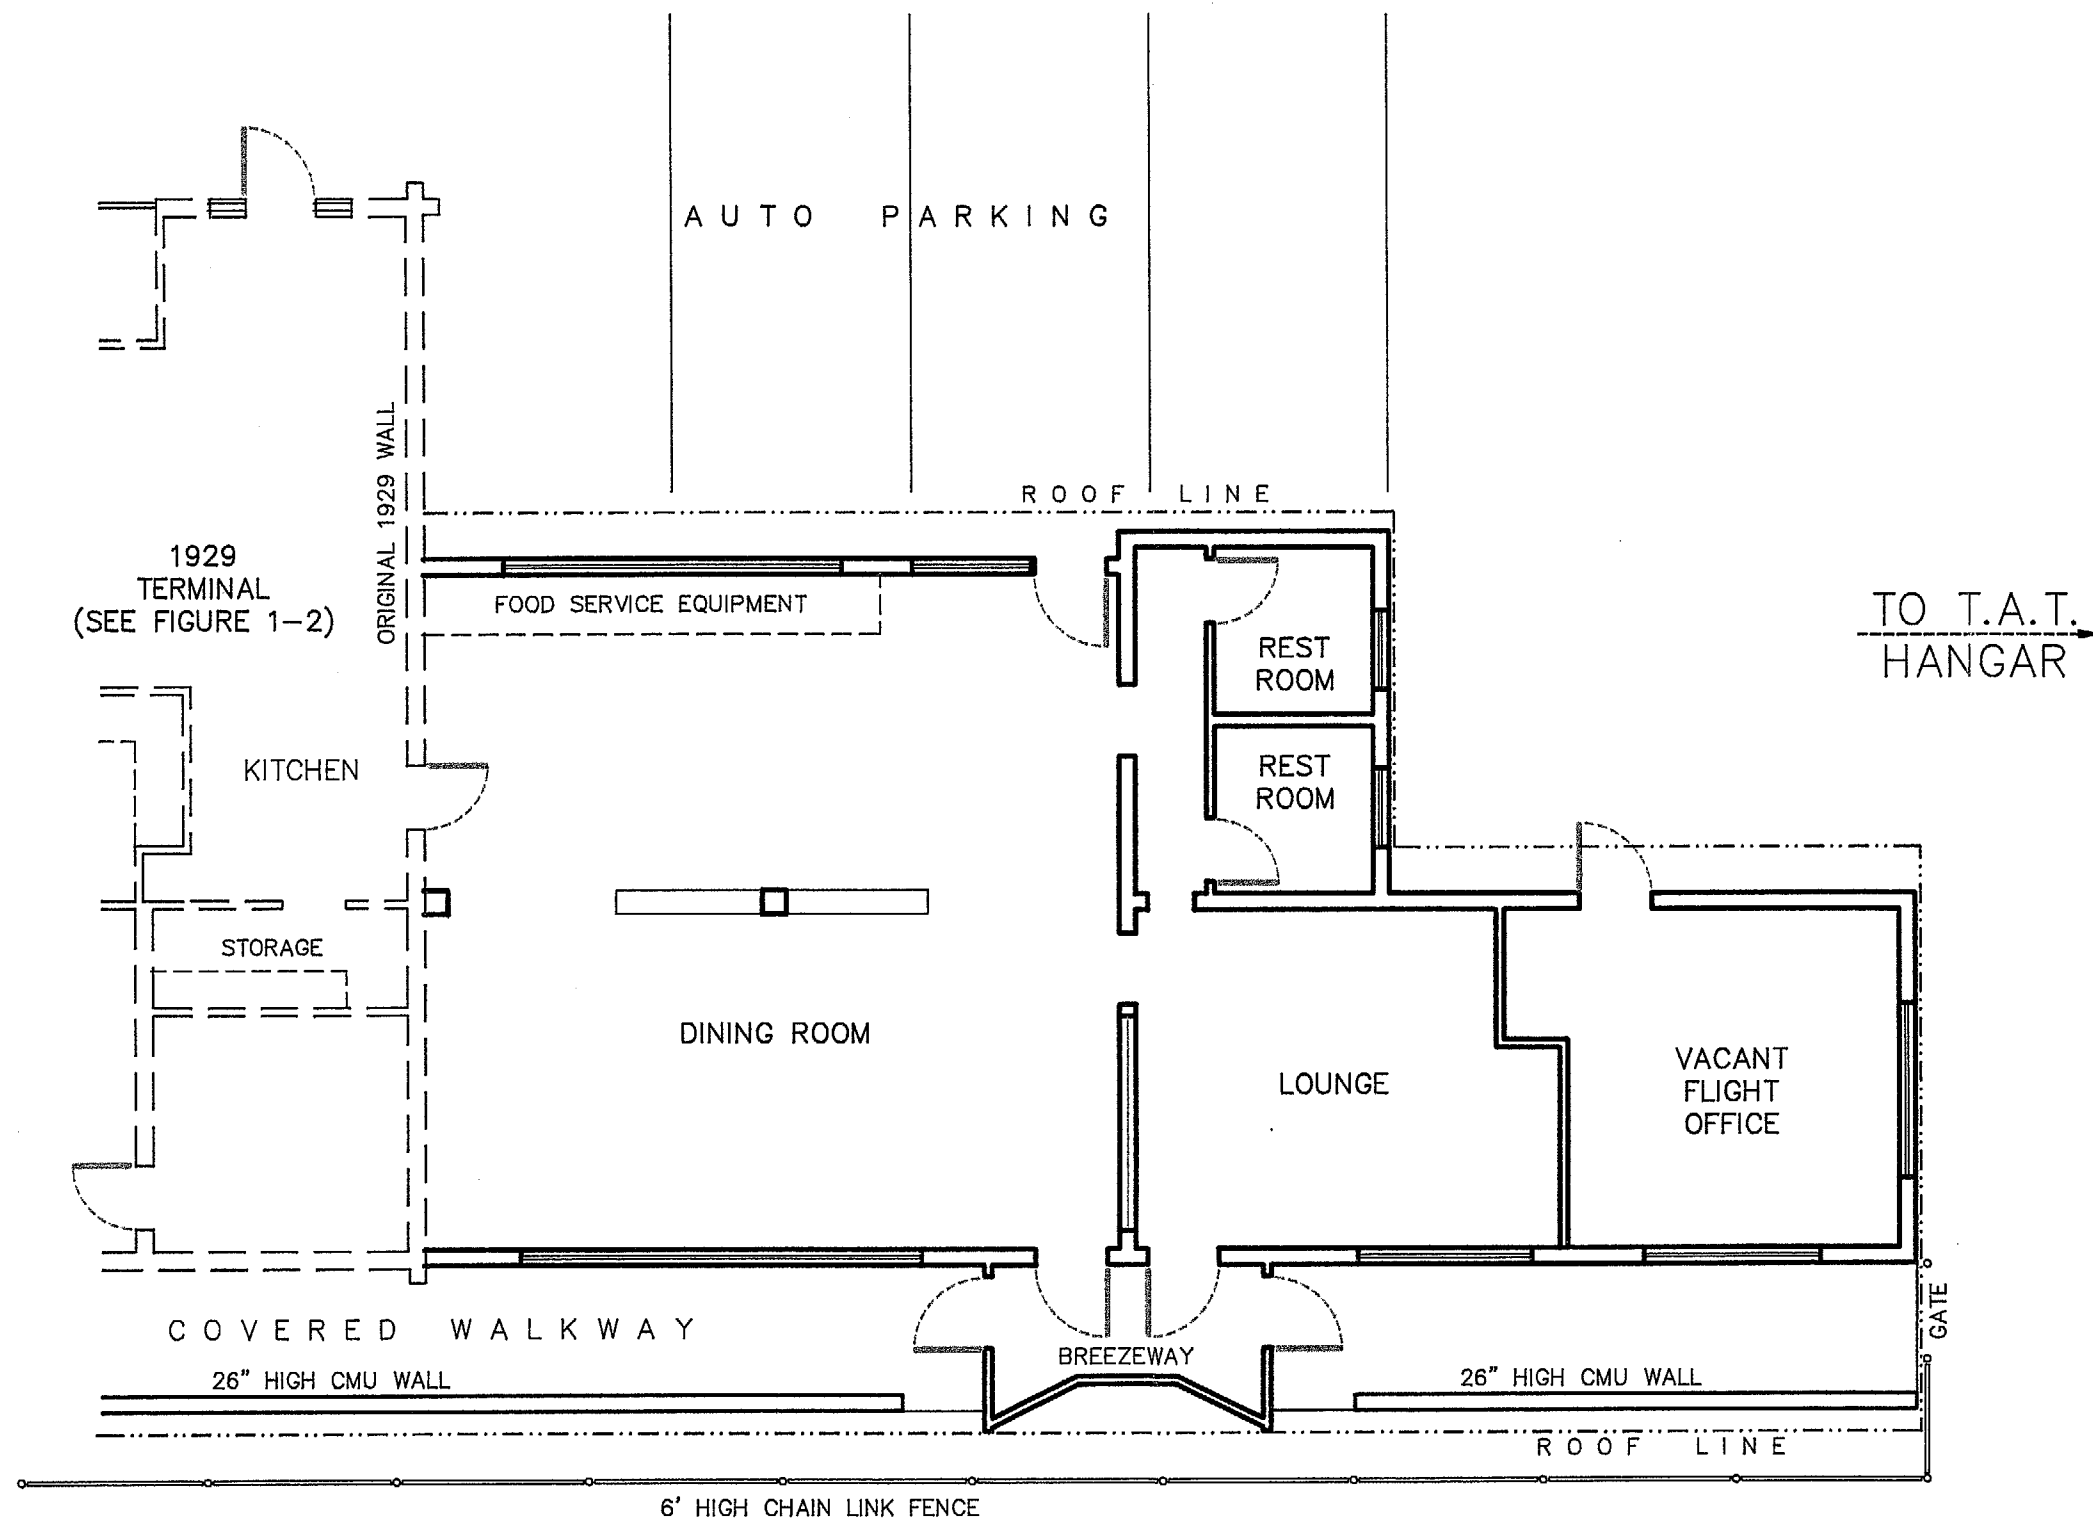 AUTO PARKING
ROOF LINE
ORIGINAL 1929 WALL
1929
TERMINAL
(SEE FIGURE 1-2)
FOOD SERVICE EQUIPMENT
REST
ROOM
TO T.A.T.
HANGAR
KITCHEN
REST
ROOM
STORAGE
DINING ROOM
LOUNGE
VACANT
FLIGHT
OFFICE
GATE
COVERED WALKWAY
BREEZEWAY
26" HIGH CMU WALL
26" HIGH CMU WALL
ROOF LINE
6' HIGH CHAIN LINK FENCE